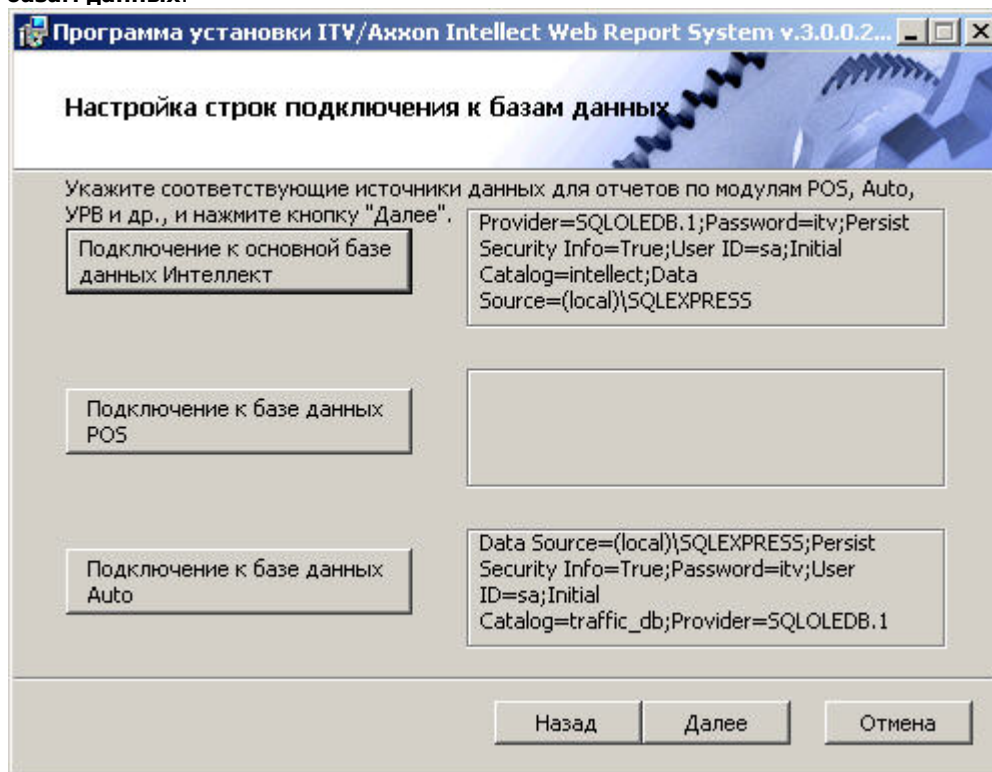 Программа установки ITV/Axxon Intellect Web Report System v.3.0.0.2...
Настройка строк подключения к базам данных
Укажите соответствующие источники данных для отчетов по модулям POS, Auto,
УРВ и др., и нажмите кнопку "Далее".
Подключение к основной базе
данных Интеллект
Provider=SQLOLEDB.1;Password=itv;Persist
Security Info=True;User ID=sa;Initial
Catalog=intellect;Data
Source=(local)\SQLEXPRESS
Подключение к базе данных
POS
Подключение к базе данных
Auto
Data Source=(local)\SQLEXPRESS;Persist
Security Info=True;Password=itv;User
ID=sa;Initial
Catalog=traffic_db;Provider=SQLOLEDB.1
Назад
Далее
Отмена